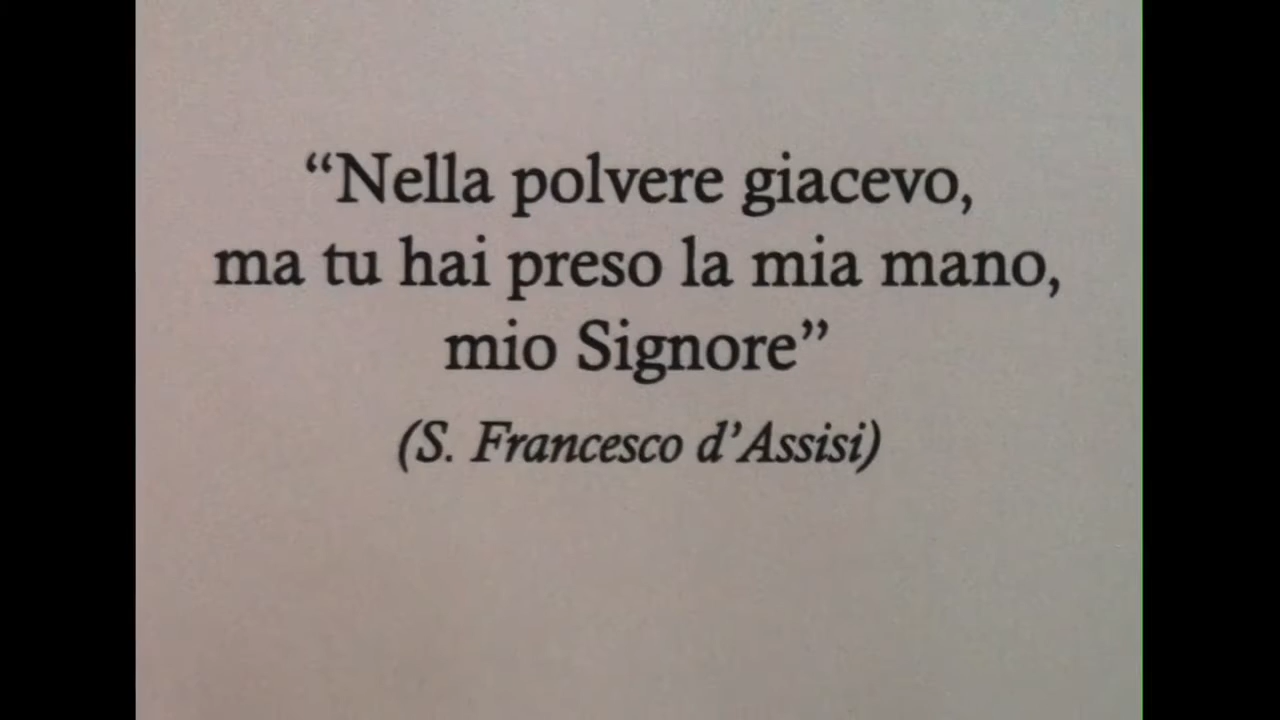 “Nella polvere giacevo,
ma tu hai preso la mia mano,
mio Signore”
(S. Francesco d’Assisi)